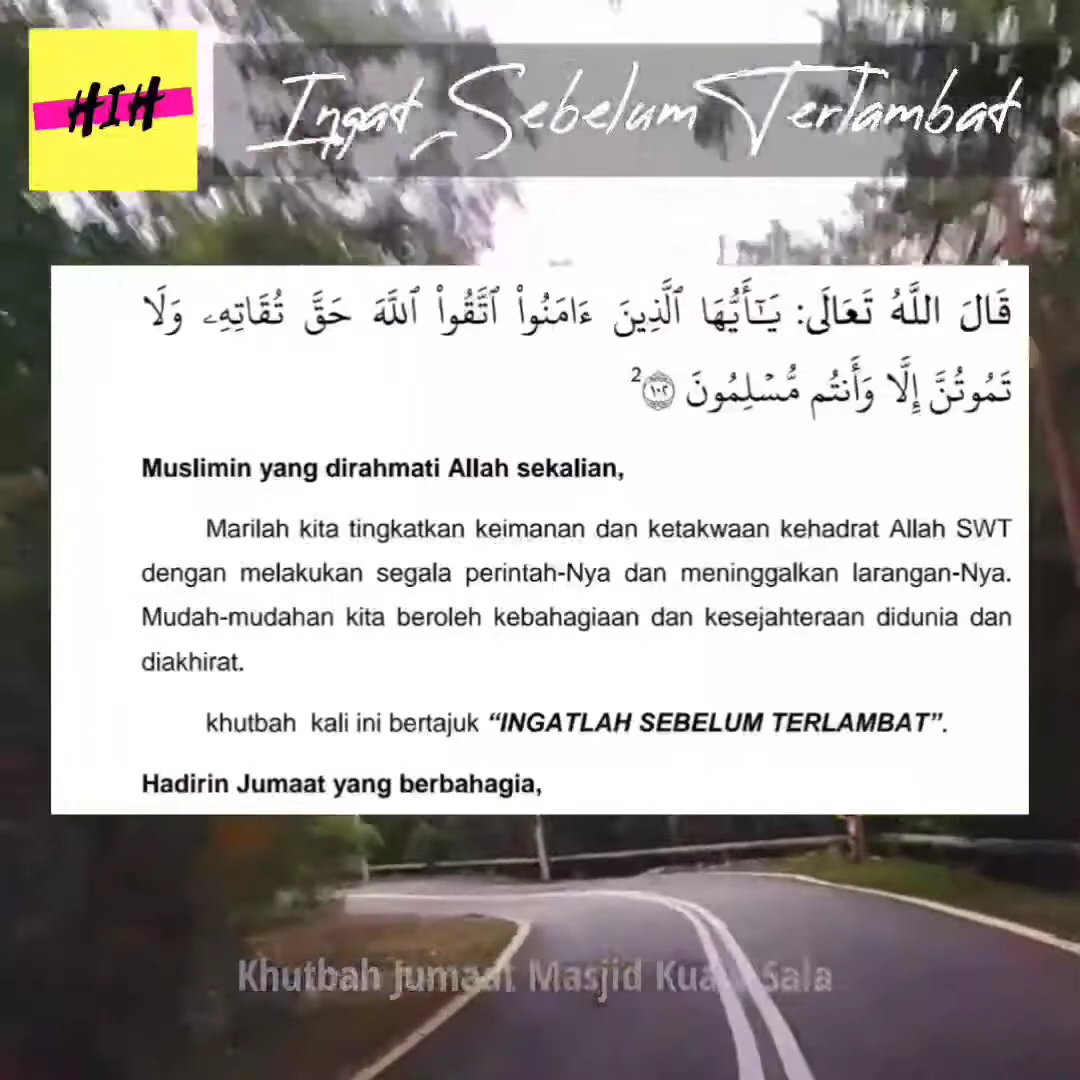 HIH
Ingat Sebelum Terlambat
قَالَ اللَّهُ تَعَالَى: يَـٰٓأَيُّهَا ٱلَّذِينَ ءَامَنُوا۟ ٱتَّقُوا۟ ٱللَّهَ حَقَّ تُقَاتِهِۦ وَلَا
تَمُوتُنَّ إِلَّا وَأَنتُم مُّسْلِمُونَ ١٠٢ 2
Muslimin yang dirahmati Allah sekalian,
Marilah kita tingkatkan keimanan dan ketakwaan kehadrat Allah SWT
dengan melakukan segala perintah-Nya dan meninggalkan larangan-Nya.
Mudah-mudahan kita beroleh kebahagiaan dan kesejahteraan didunia dan
diakhirat.
khutbah kali ini bertajuk “INGATLAH SEBELUM TERLAMBAT”.
Hadirin Jumaat yang berbahagia,
Khutbah Jumaat Masjid Kuala Sala